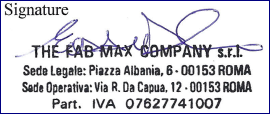 Signature
THE FAB MAX COMPANY s.r.l.
Sede Legale: Piazza Albania, 6 - 00153 ROMA
Sede Operativa: Via R. Da Capua, 12 - 00153 ROMA
Part. IVA 07627741007